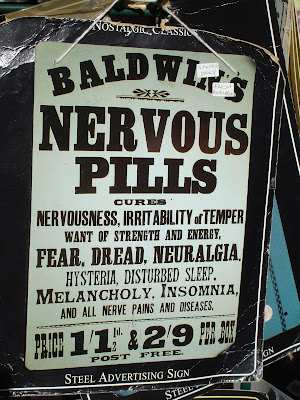 NOSTALGIC CLASSICS
BALDWIN'S
NERVOUS
PILLS
CURES
NERVOUSNESS, IRRITABILITY of TEMPER
WANT OF STRENGTH AND ENERGY,
FEAR, DREAD, NEURALGIA,
HYSTERIA, DISTURBED SLEEP,
MELANCHOLY, INSOMNIA,
AND ALL NERVE PAINS AND DISEASES.
PRICE 1/1½d. & 2/9 PER BOX
POST FREE.
STEEL ADVERTISING SIGN